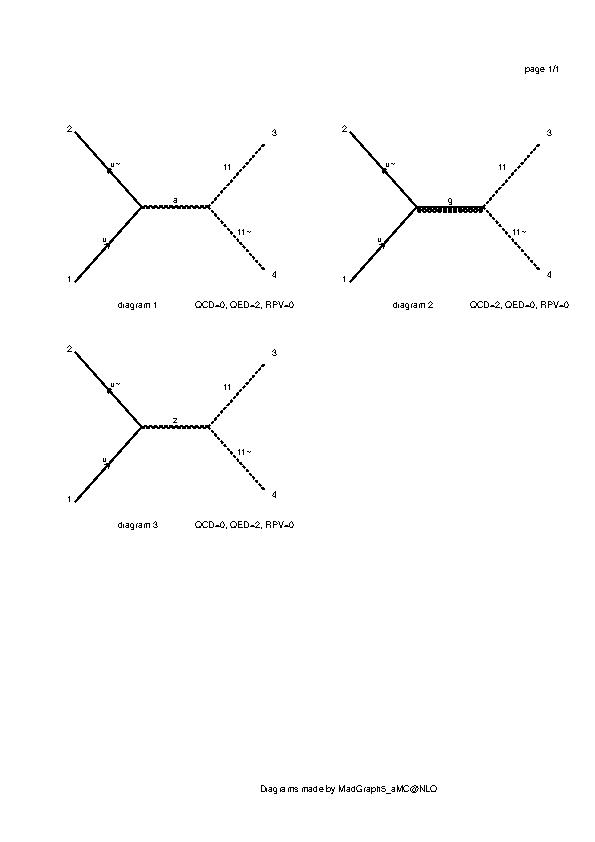 page 1/1
2
3
u~
11
a
u
11~
1
4
diagram 1 QCD=0, QED=2, RPV=0
2
3
u~
11
g
u
11~
1
4
diagram 2 QCD=2, QED=0, RPV=0
2
3
u~
11
z
u
11~
1
4
diagram 3 QCD=0, QED=2, RPV=0
Diagrams made by MadGraph5_aMC@NLO